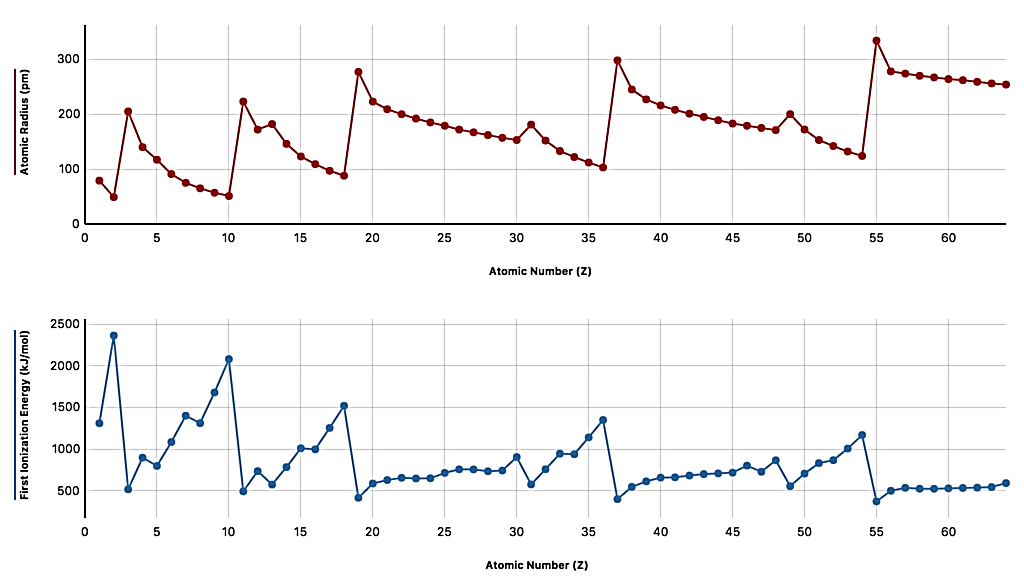 Atomic Radius (pm)
300
200
100
0
0 5 10 15 20 25 30 35 40 45 50 55 60
Atomic Number (Z)
First Ionization Energy (kJ/mol)
2500
2000
1500
1000
500
0 5 10 15 20 25 30 35 40 45 50 55 60
Atomic Number (Z)